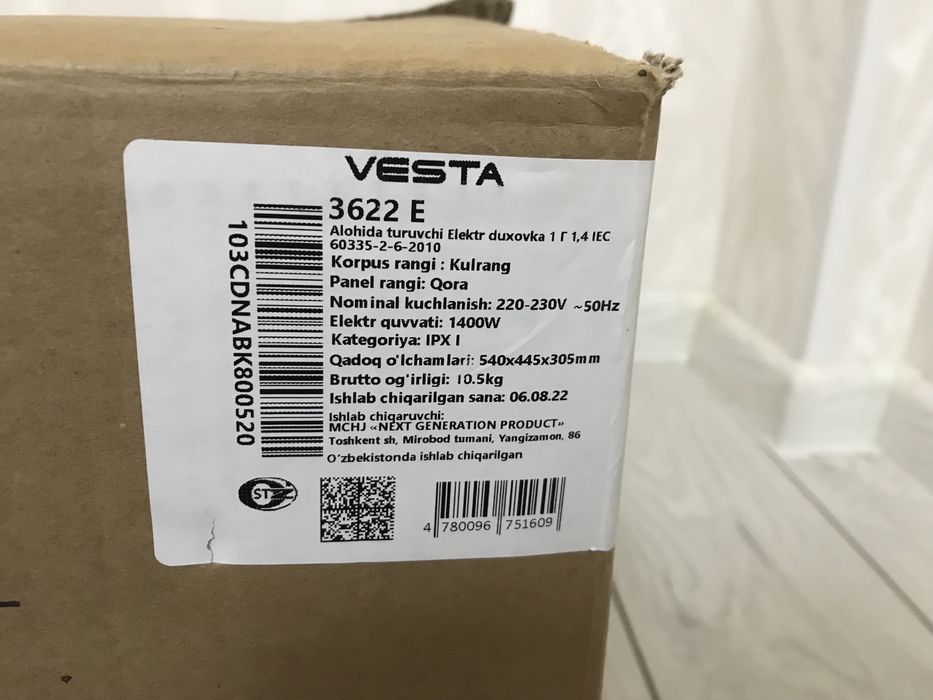 VESTA
3622 E
Alohida turuvchi Elektr duxovka 1 Г 1,4 IEC
60335-2-6-2010
Korpus rangi : Kulrang
Panel rangi: Qora
Nominal kuchlanish: 220-230V ~50Hz
Elektr quvvati: 1400W
Kategoriya: IPX I
Qadoq o'lchamlari: 540x445x305mm
Brutto og'irligi: 10.5kg
Ishlab chiqarilgan sana: 06.08.22
Ishlab chiqaruvchi:
MCHJ «NEXT GENERATION PRODUCT»
Toshkent sh, Mirobod tumani, Yangizamon, 86
O'zbekistonda ishlab chiqarilgan
103CDNABK800520
ST
4 780096 751609